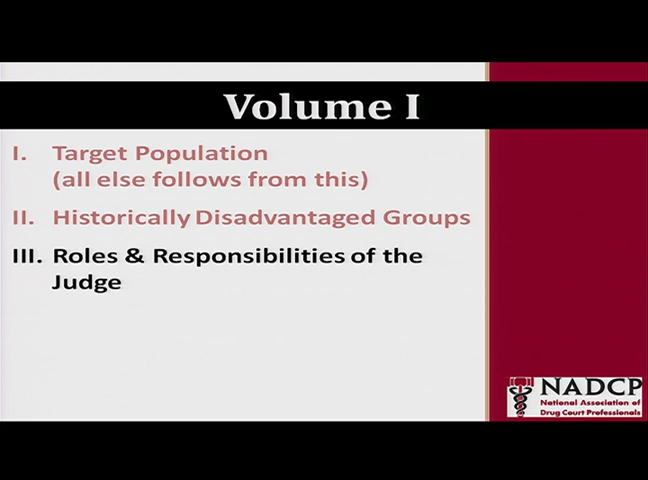 Volume I
I. Target Population
(all else follows from this)
II. Historically Disadvantaged Groups
III. Roles & Responsibilities of the
Judge
NADCP
National Association of
Drug Court Professionals